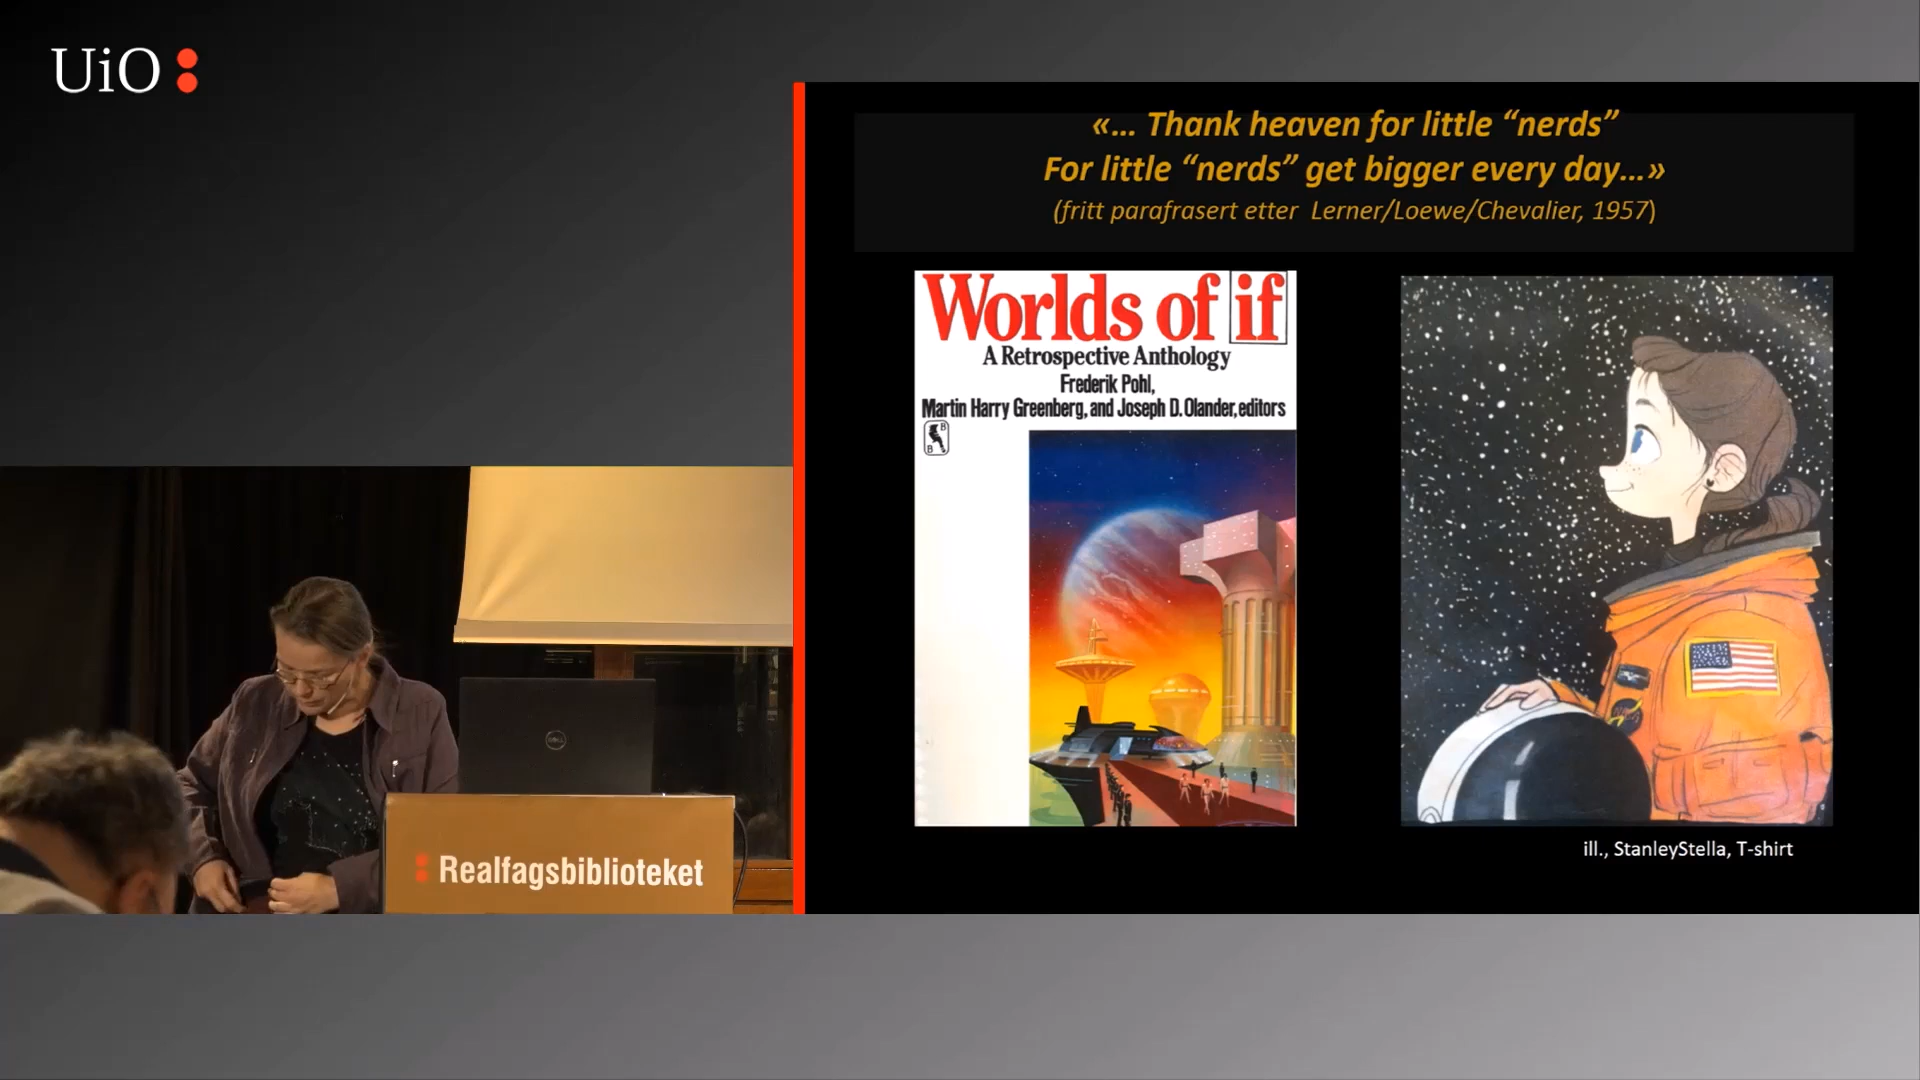 UiO
«... Thank heaven for little “nerds”
For little “nerds” get bigger every day...»
(fritt parafrasert etter Lerner/Loewe/Chevalier, 1957)
Worlds of if
A Retrospective Anthology
Frederik Pohl,
Martin Harry Greenberg, and Joseph D. Olander, editors
B
B
ill., StanleyStella, T-shirt
DELL
Realfagsbiblioteket